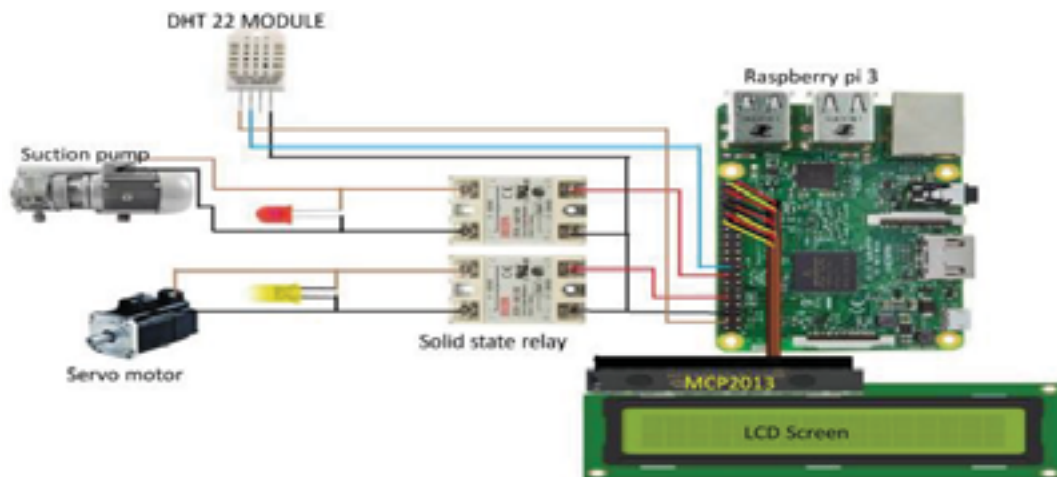 DHT 22 MODULE
Raspberry pi 3
Suction pump
Solid state relay
Servo motor
MCP2013
LCD Screen